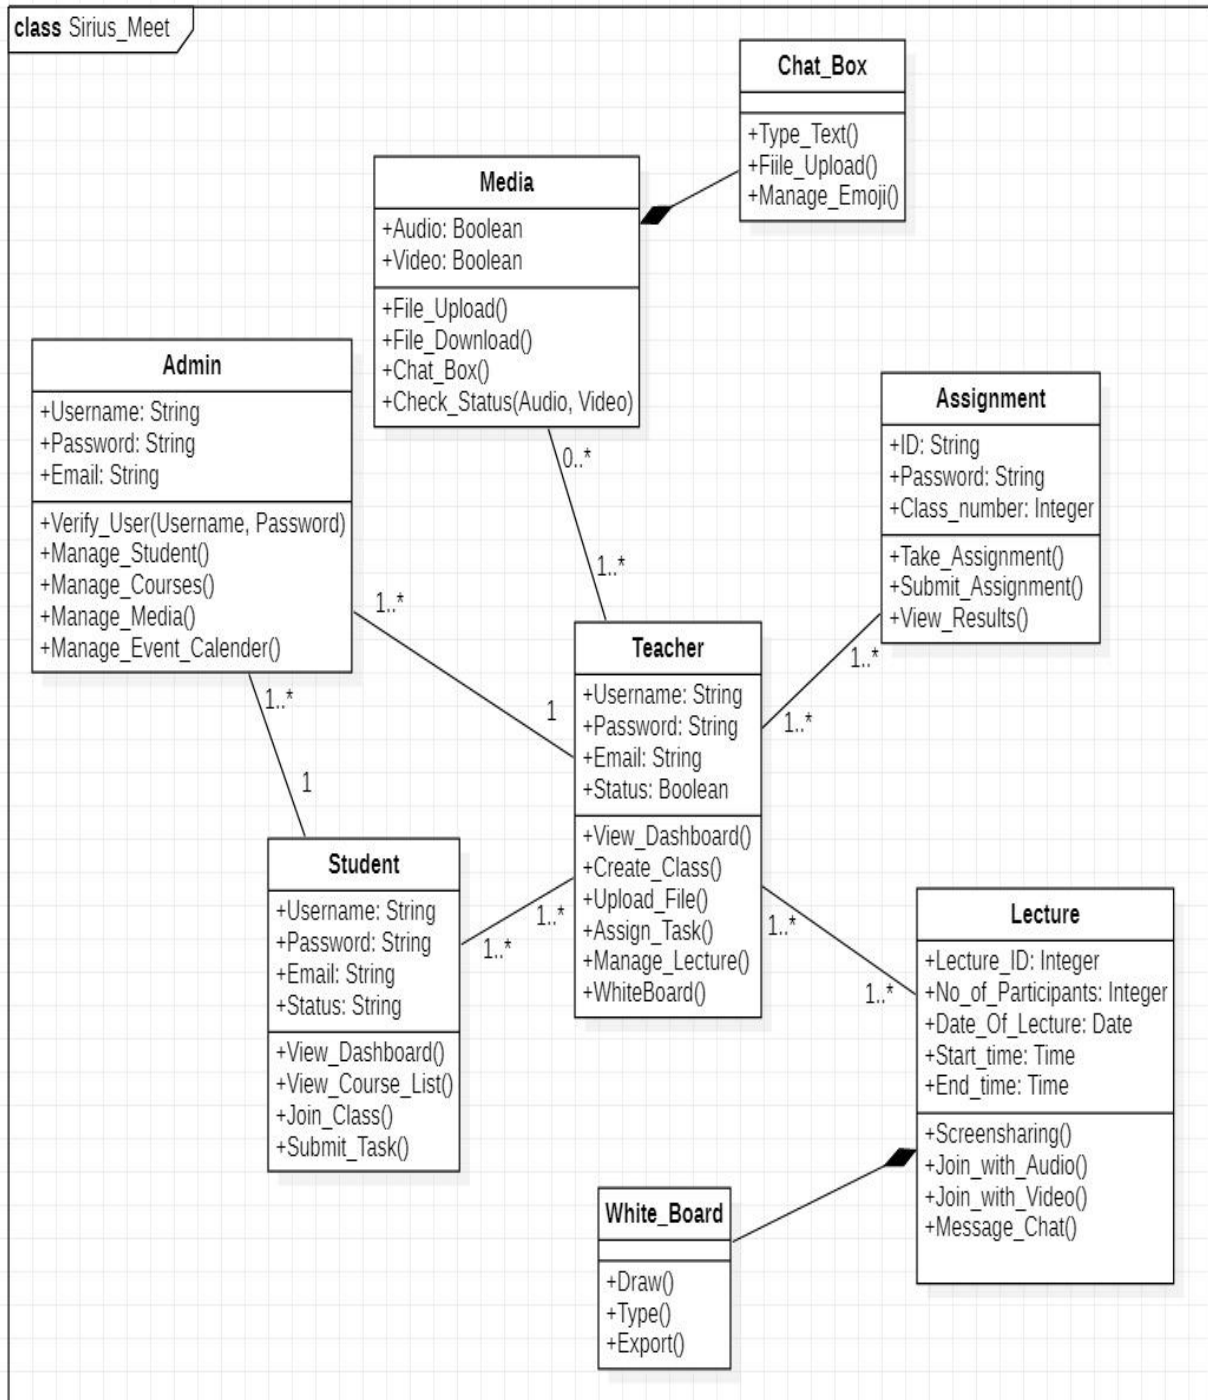 class Sirius_Meet
Chat_Box
+Type_Text()
+Fiile_Upload()
+Manage_Emoji()
Media
+Audio: Boolean
+Video: Boolean
+File_Upload()
+File_Download()
+Chat_Box()
+Check_Status(Audio, Video)
0..*
1..*
Admin
+Username: String
+Password: String
+Email: String
+Verify_User(Username, Password)
+Manage_Student()
+Manage_Courses()
+Manage_Media()
+Manage_Event_Calender()
1..*
1
1..*
1
Assignment
+ID: String
+Password: String
+Class_number: Integer
+Take_Assignment()
+Submit_Assignment()
+View_Results()
1..*
1..*
Teacher
+Username: String
+Password: String
+Email: String
+Status: Boolean
+View_Dashboard()
+Create_Class()
+Upload_File()
+Assign_Task()
+Manage_Lecture()
+WhiteBoard()
1..*
1..*
Student
+Username: String
+Password: String
+Email: String
+Status: String
+View_Dashboard()
+View_Course_List()
+Join_Class()
+Submit_Task()
1..*
1..*
Lecture
+Lecture_ID: Integer
+No_of_Participants: Integer
+Date_Of_Lecture: Date
+Start_time: Time
+End_time: Time
+Screensharing()
+Join_with_Audio()
+Join_with_Video()
+Message_Chat()
White_Board
+Draw()
+Type()
+Export()